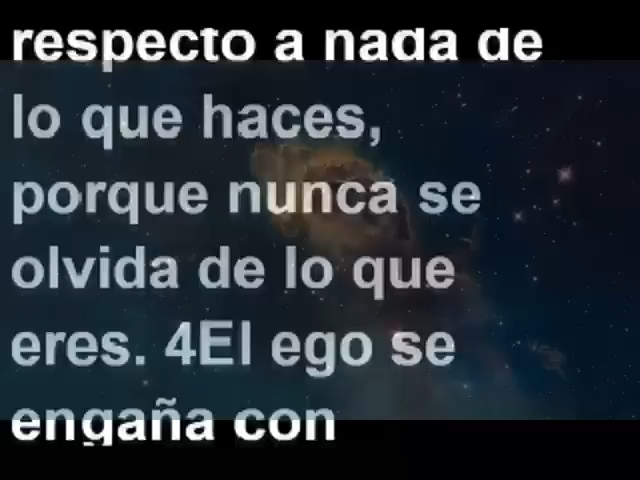 respecto a nada de
lo que haces,
porque nunca se
olvida de lo que
eres. 4El ego se
engaña con